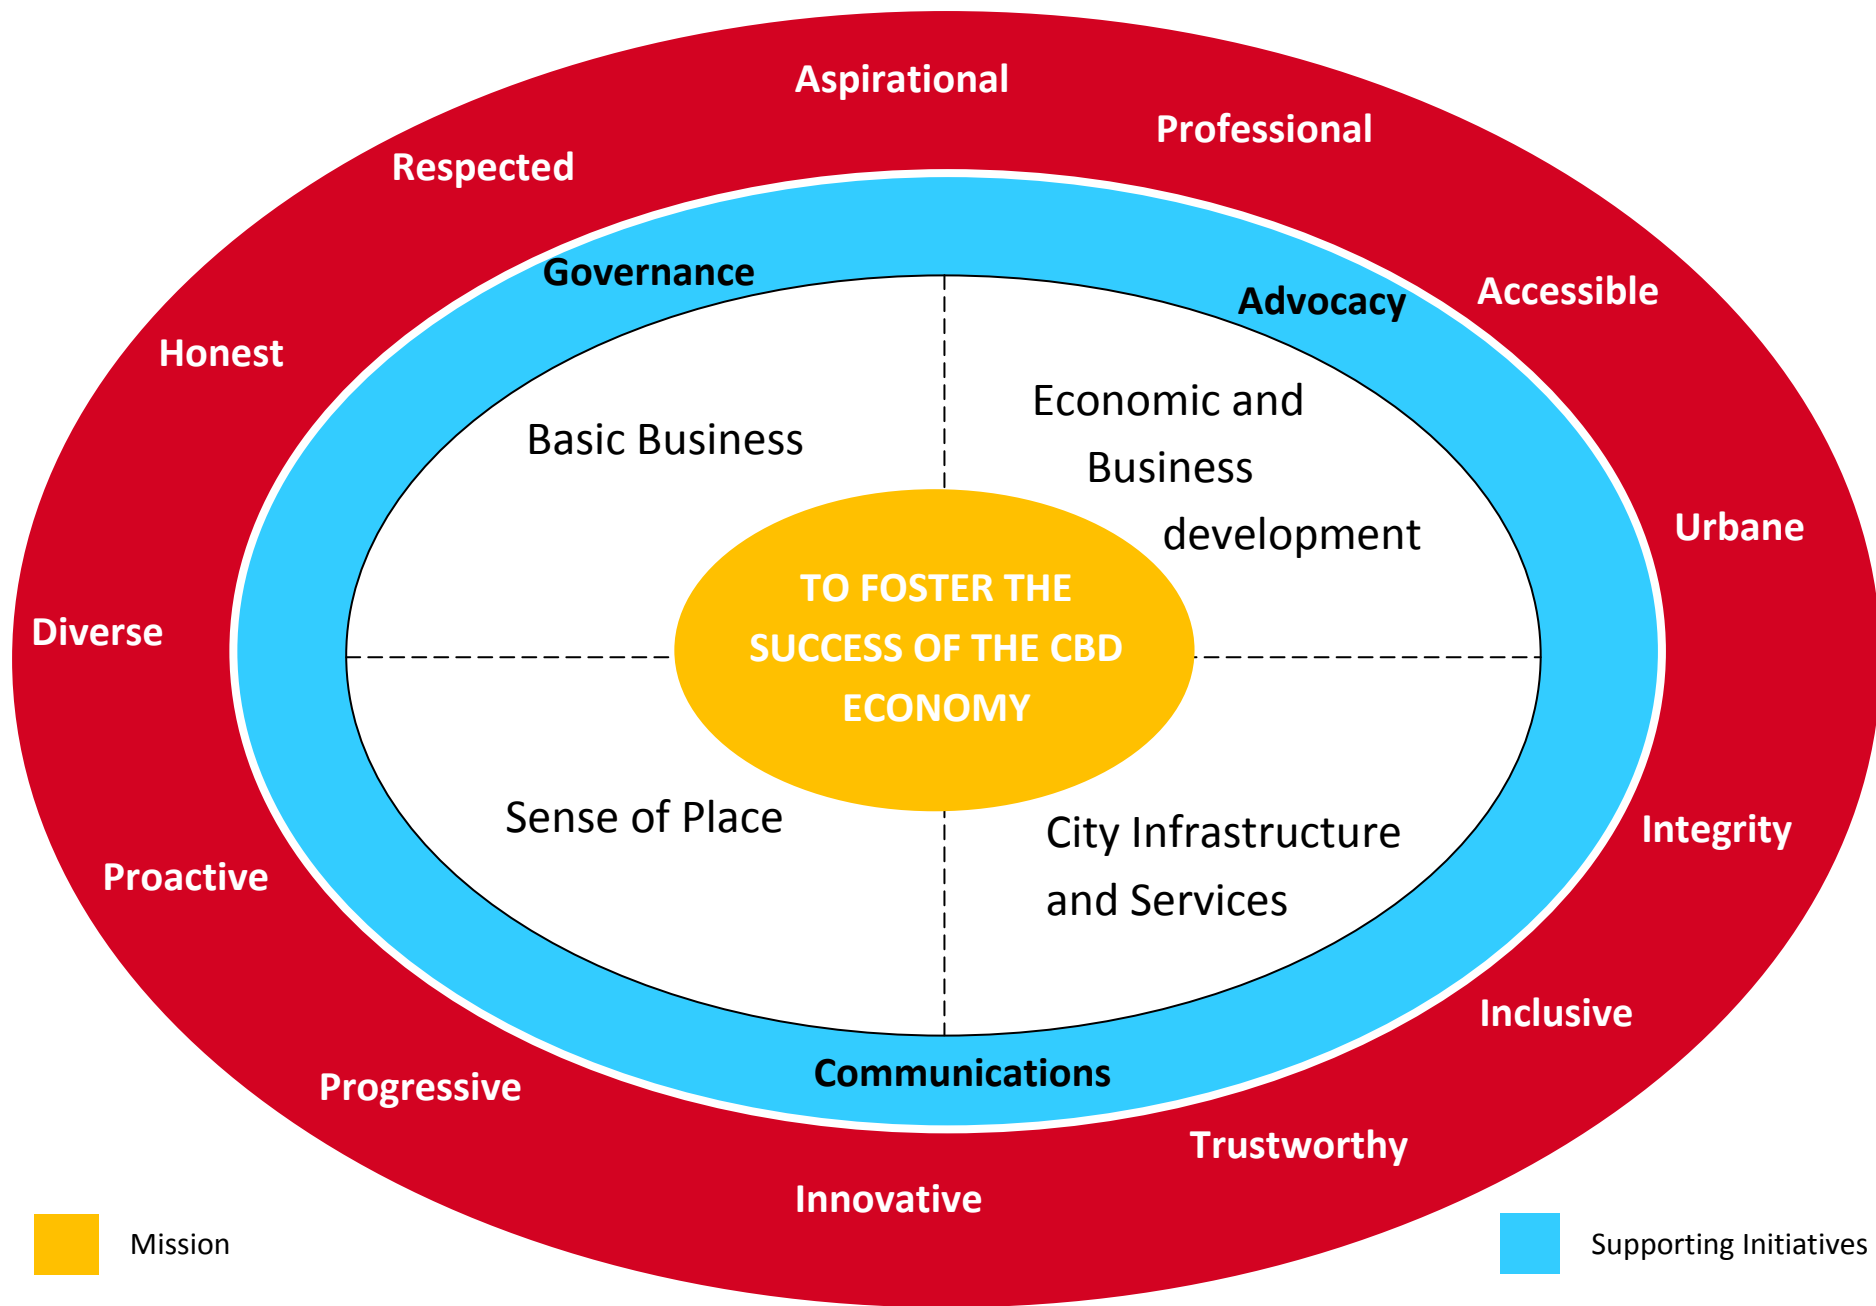 Aspirational
Professional
Respected
Governance
Advocacy
Accessible
Honest
Economic and
Business
development
Basic Business
Urbane
TO FOSTER THE
SUCCESS OF THE CBD
ECONOMY
Diverse
Sense of Place
City Infrastructure
and Services
Integrity
Proactive
Inclusive
Communications
Progressive
Trustworthy
Innovative
Mission
Supporting Initiatives